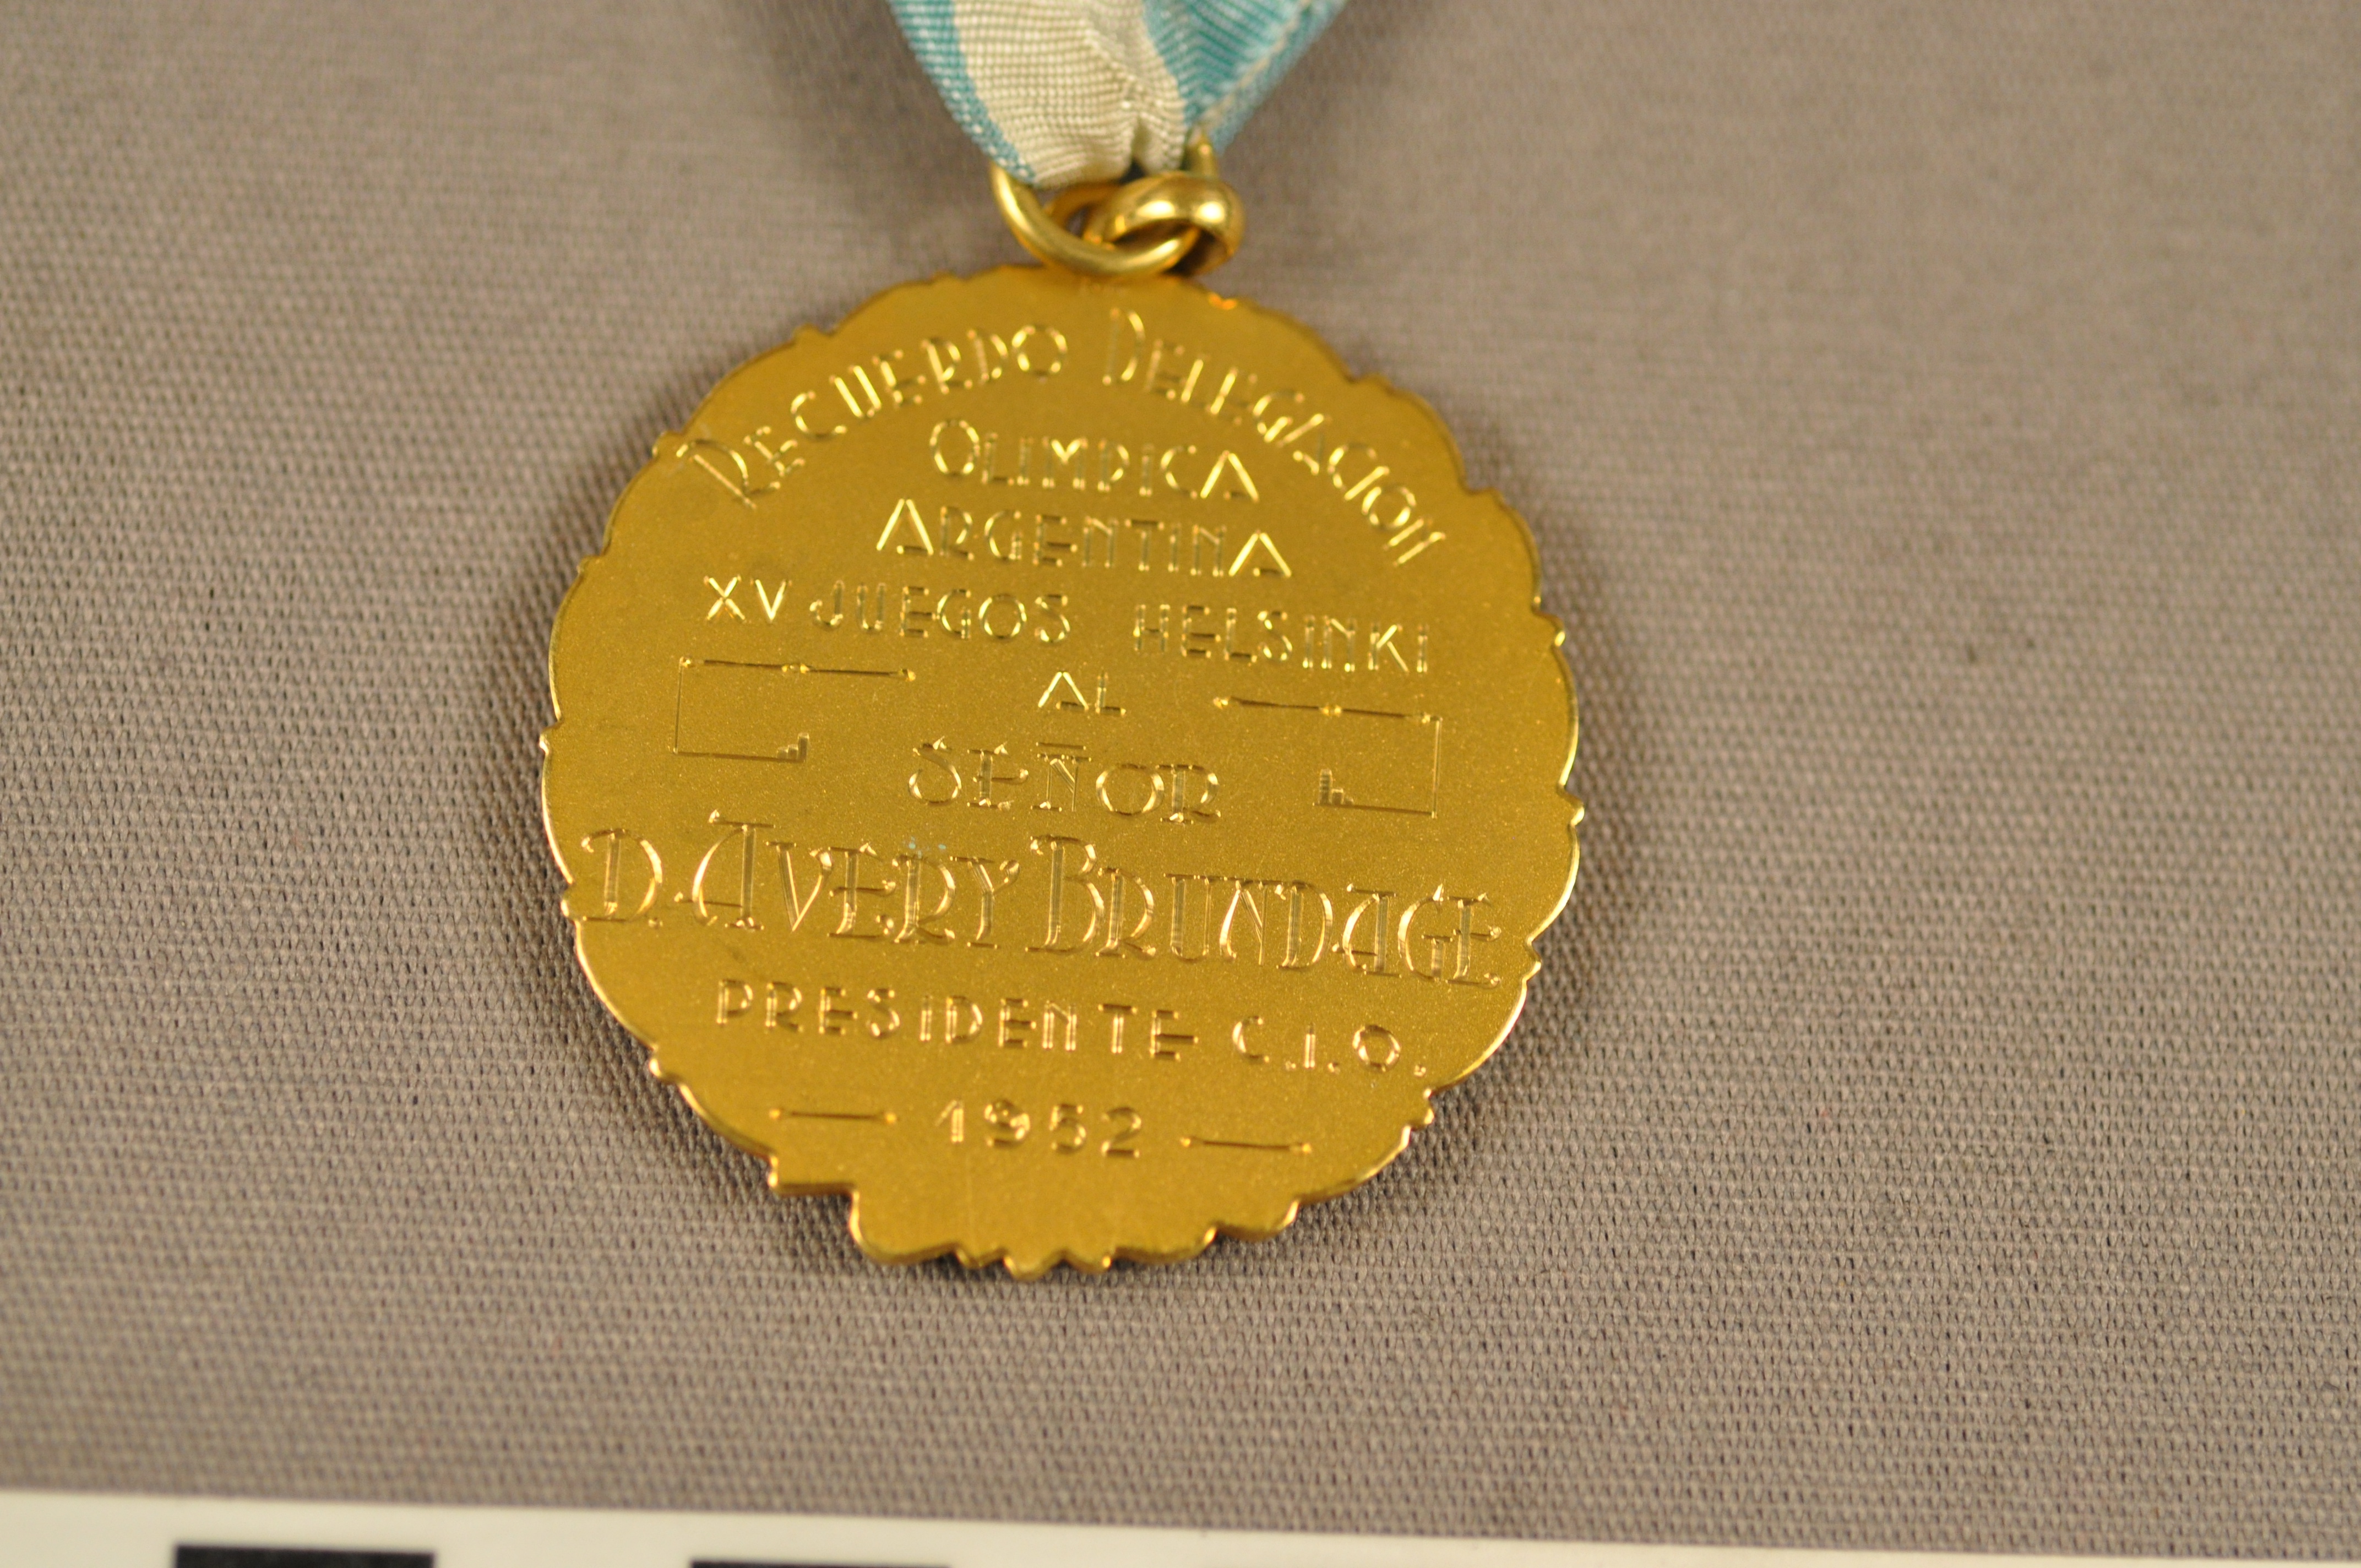 RECUERDO DELEGACION
OLIMPICA
ARGENTINA
XV JUEGOS HELSINKI
AL
SEÑOR
D. AVERY BRUNDAGE
PRESIDENTE C.I.O.
1952